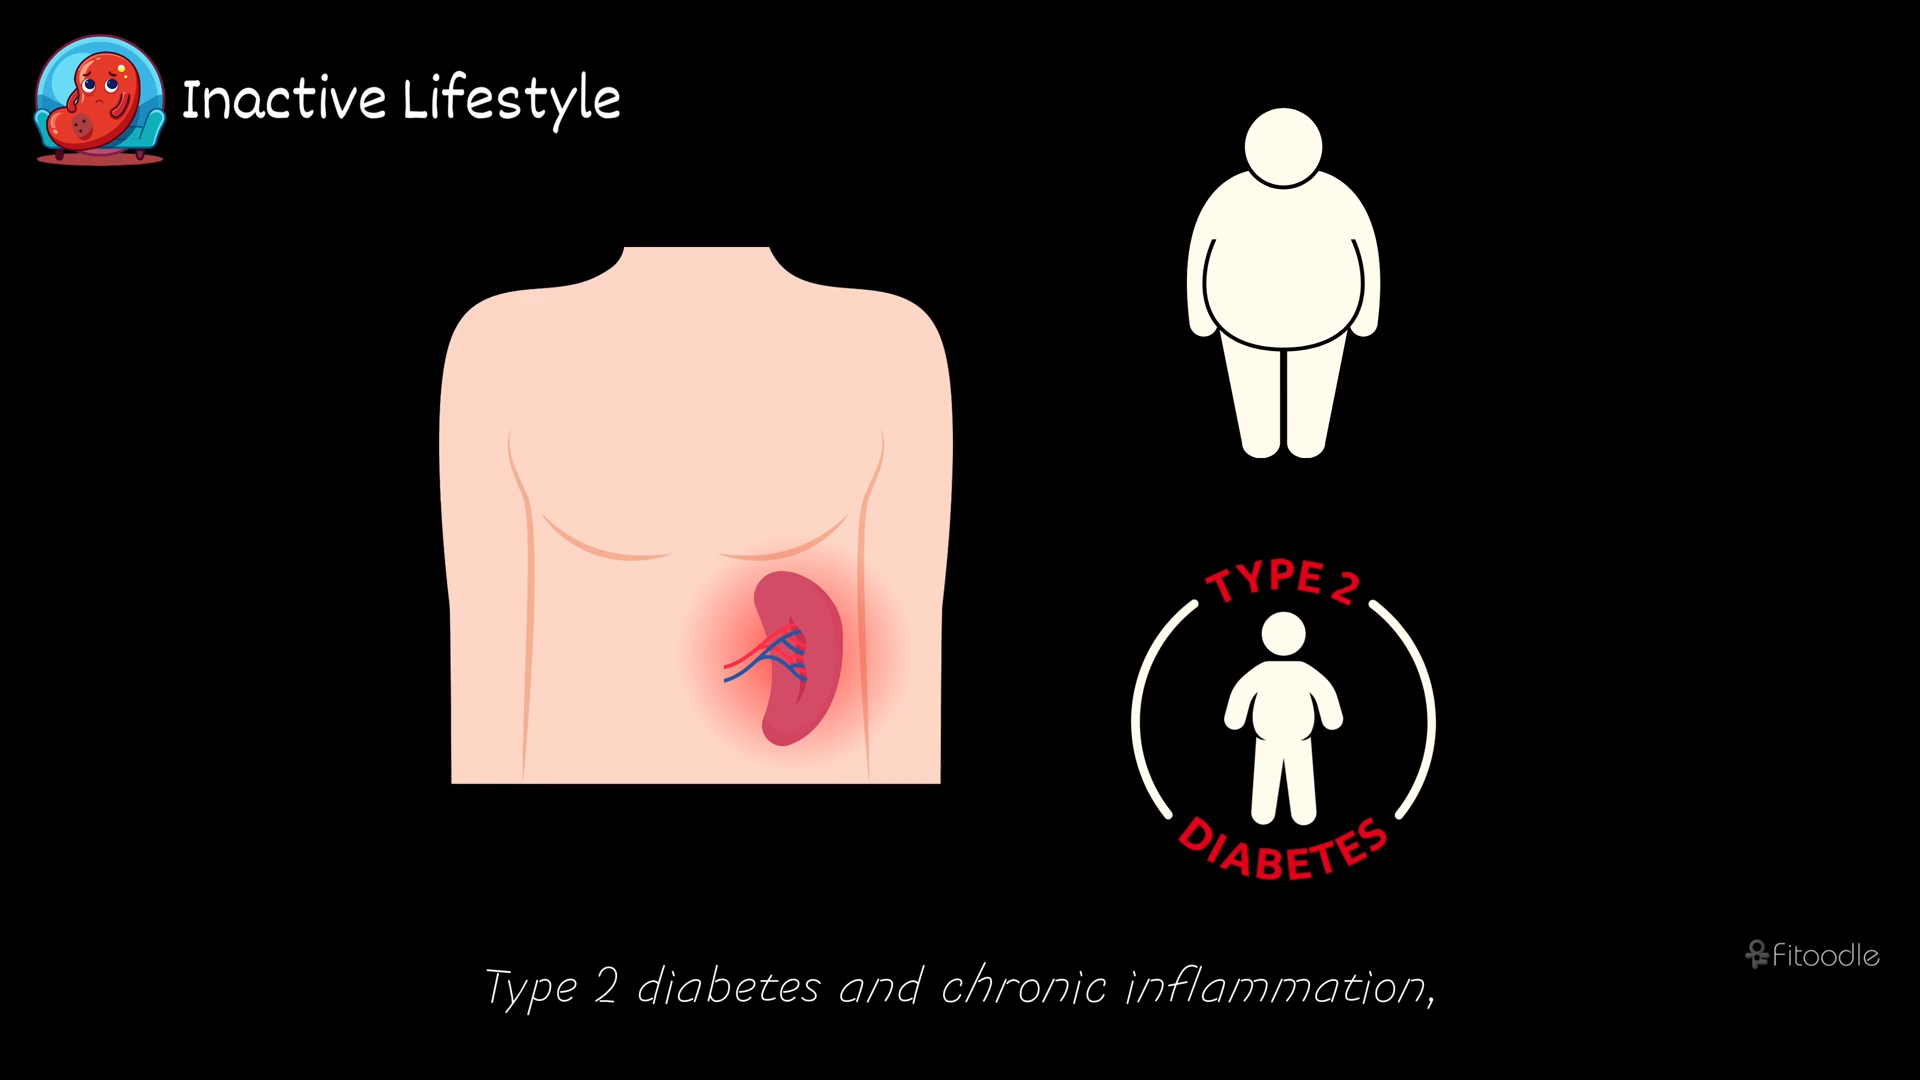 Inactive Lifestyle
TYPE 2
DIABETES
Fitoodle
Type 2 diabetes and chronic inflammation,